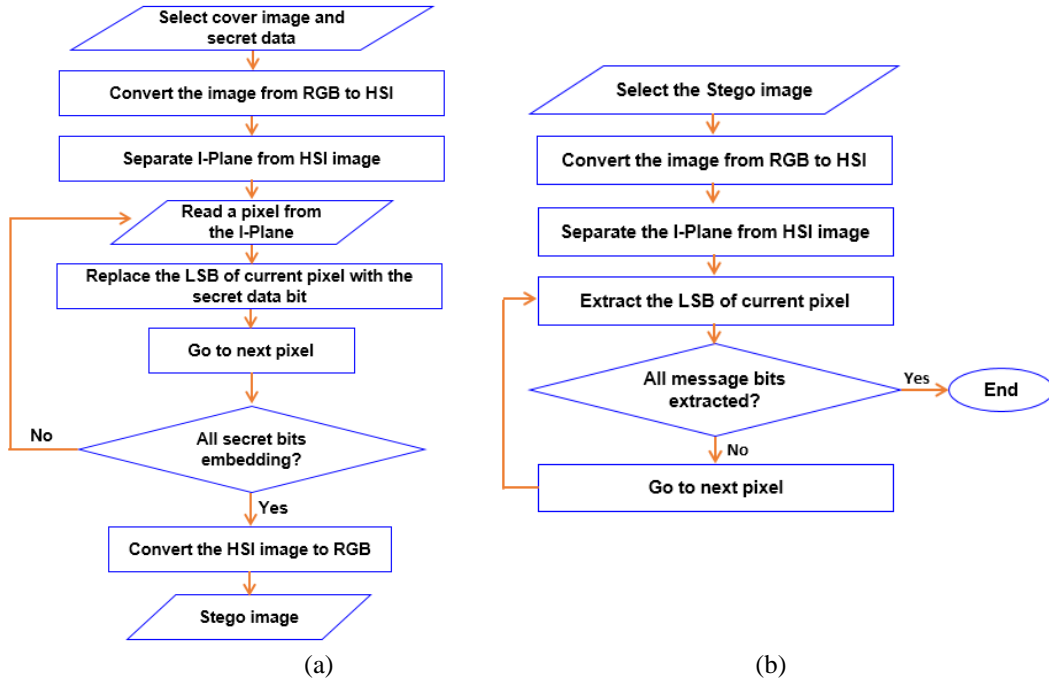 Select cover image and
secret data
Convert the image from RGB to HSI
Separate I-Plane from HSI image
Read a pixel from
the I-Plane
Replace the LSB of current pixel with the
secret data bit
Go to next pixel
No
All secret bits
embedding?
Yes
Convert the HSI image to RGB
Stego image
(a)
Select the Stego image
Convert the image from RGB to HSI
Separate the I-Plane from HSI image
Extract the LSB of current pixel
All message bits
extracted?
Yes
End
No
Go to next pixel
(b)